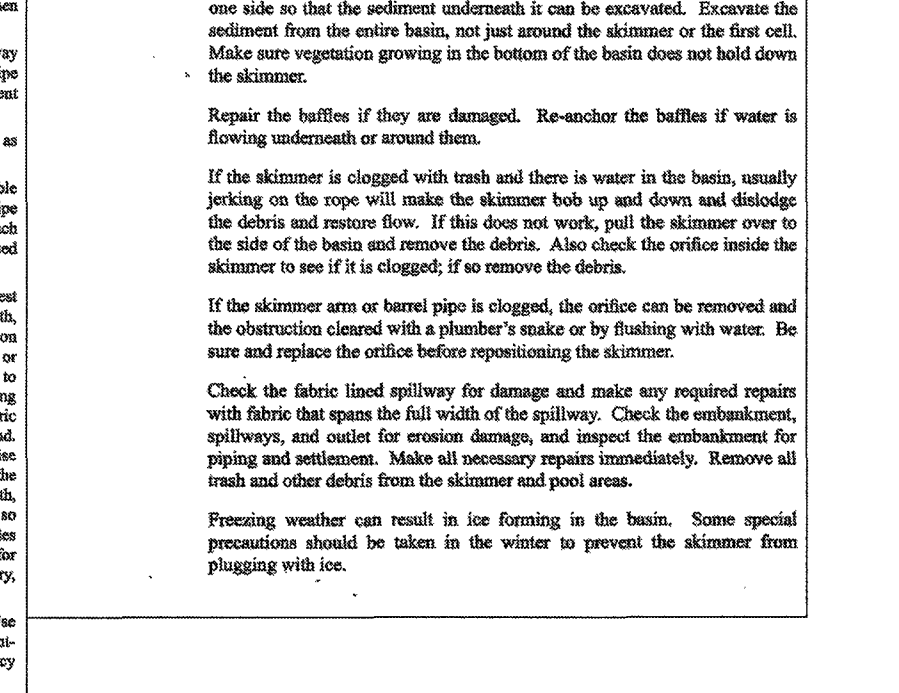 one side so that the sediment underneath it can be excavated. Excavate the
sediment from the entire basin, not just around the skimmer or the first cell.
Make sure vegetation growing in the bottom of the basin does not hold down
the skimmer.
Repair the baffles if they are damaged. Re-anchor the baffles if water is
flowing underneath or around them.
If the skimmer is clogged with trash and there is water in the basin, usually
jerking on the rope will make the skimmer bob up and down and dislodge
the debris and restore flow. If this does not work, pull the skimmer over to
the side of the basin and remove the debris. Also check the orifice inside the
skimmer to see if it is clogged; if so remove the debris.
If the skimmer arm or barrel pipe is clogged, the orifice can be removed and
the obstruction cleared with a plumber's snake or by flushing with water. Be
sure and replace the orifice before repositioning the skimmer.
Check the fabric lined spillway for damage and make any required repairs
with fabric that spans the full width of the spillway. Check the embankment,
spillways, and outlet for erosion damage, and inspect the embankment for
piping and settlement. Make all necessary repairs immediately. Remove all
trash and other debris from the skimmer and pool areas.
Freezing weather can result in ice forming in the basin. Some special
precautions should be taken in the winter to prevent the skimmer from
plugging with ice.